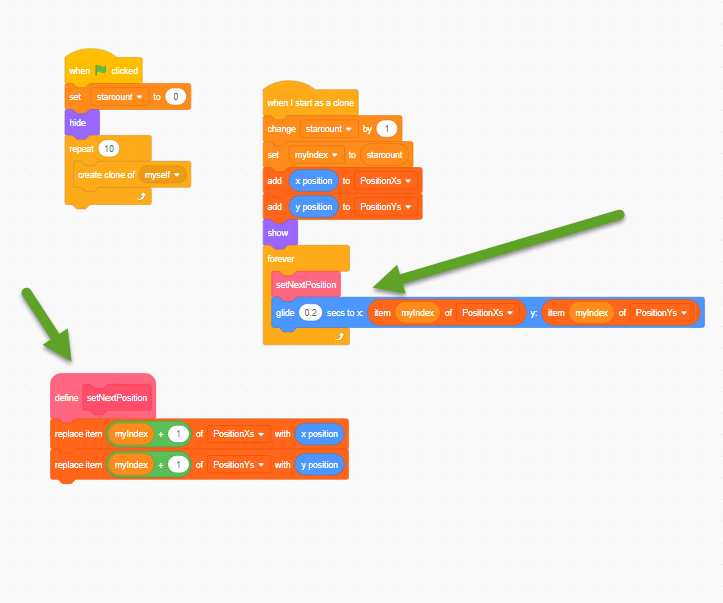 when clicked
set starcount to 0
hide
repeat 10
create clone of myself
when I start as a clone
change starcount by 1
set myIndex to starcount
add x position to PositionXs
add y position to PositionYs
show
forever
setNextPosition
glide 0.2 secs to x: item myIndex of PositionXs y: item myIndex of PositionYs
define setNextPosition
replace item myIndex + 1 of PositionXs with x position
replace item myIndex + 1 of PositionYs with y position